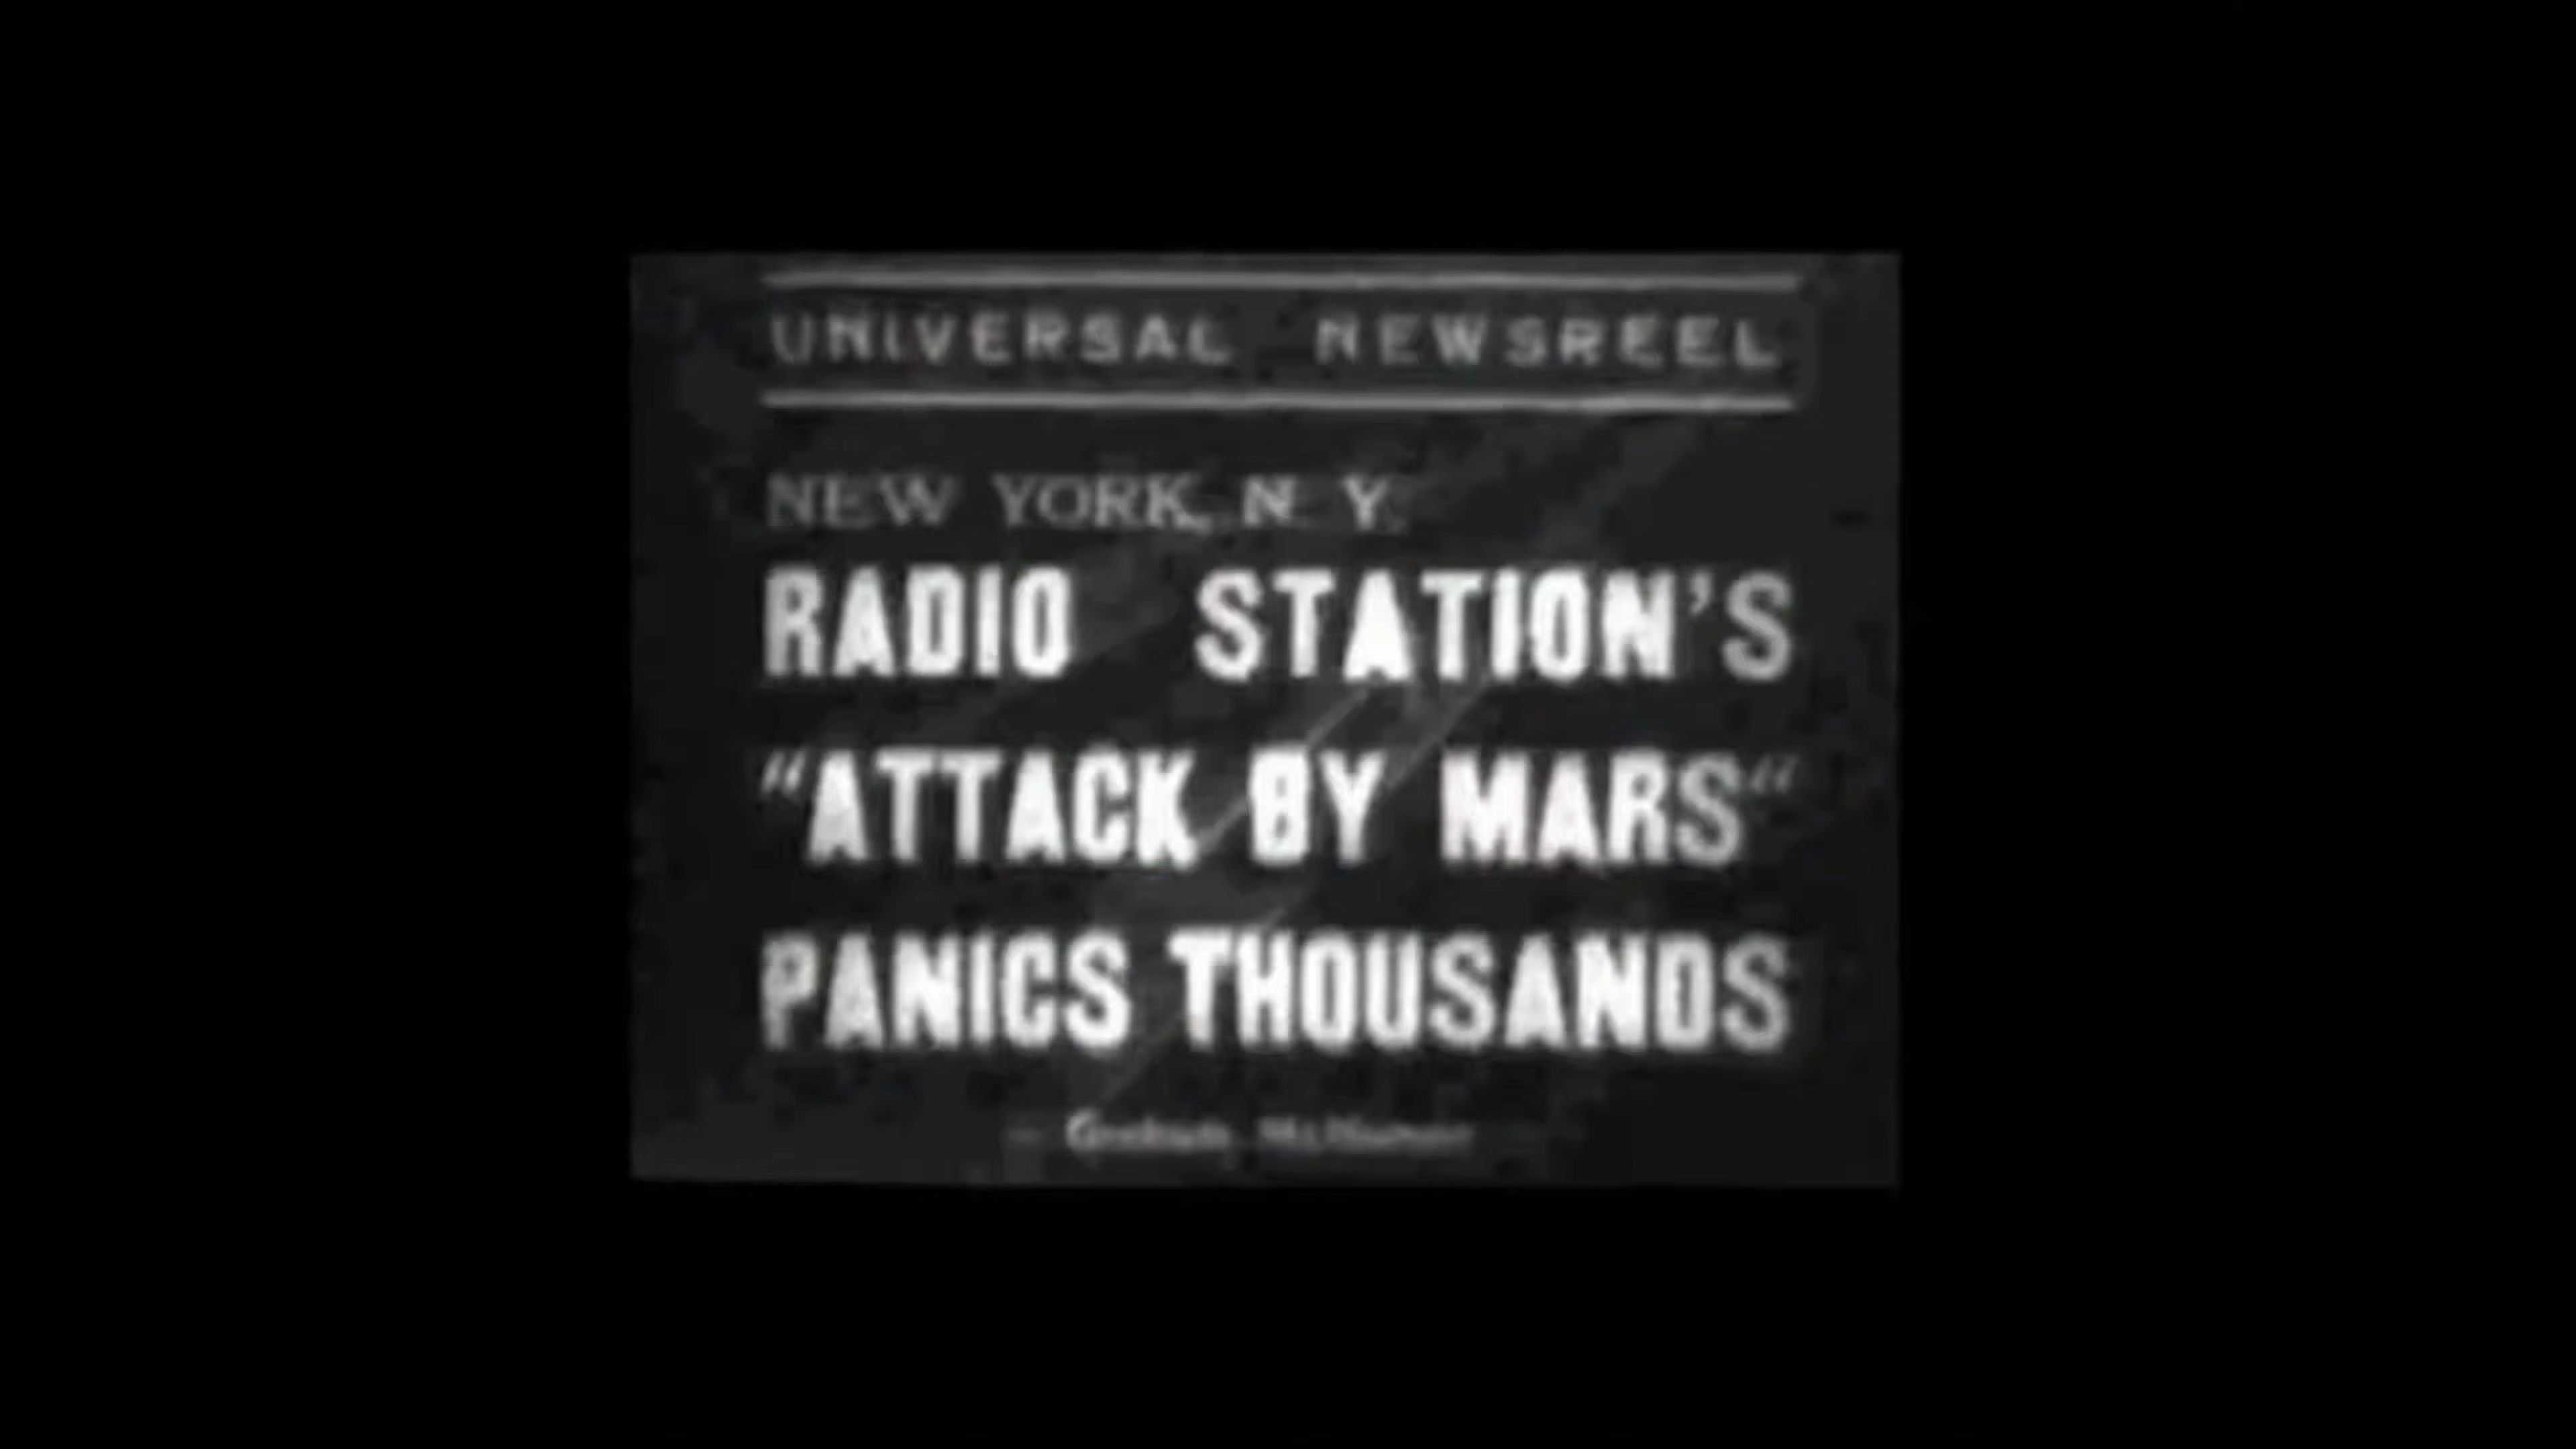 UNIVERSAL NEWSREEL
NEW YORK, N. Y.
RADIO STATION'S
"ATTACK BY MARS"
PANICS THOUSANDS